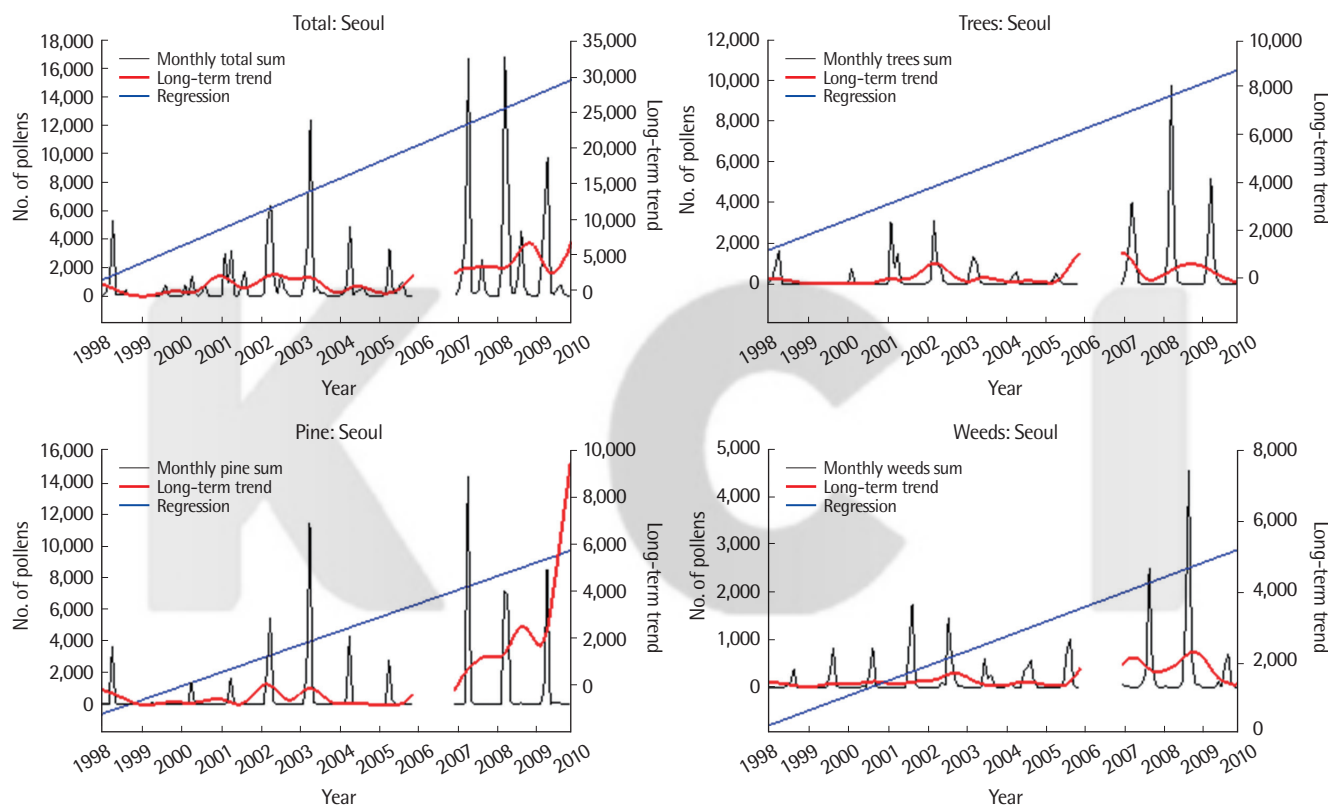 Total: Seoul
Monthly total sum
Long-term trend
Regression
No. of pollens
Long-term trend
18,000
16,000
14,000
12,000
10,000
8,000
6,000
4,000
2,000
0
35,000
30,000
25,000
20,000
15,000
10,000
5,000
0
1998 1999 2000 2001 2002 2003 2004 2005 2006 2007 2008 2009 2010
Year
Trees: Seoul
Monthly trees sum
Long-term trend
Regression
No. of pollens
Long-term trend
12,000
10,000
8,000
6,000
4,000
2,000
0
10,000
8,000
6,000
4,000
2,000
0
1998 1999 2000 2001 2002 2003 2004 2005 2006 2007 2008 2009 2010
Year
Pine: Seoul
Monthly pine sum
Long-term trend
Regression
No. of pollens
Long-term trend
16,000
14,000
12,000
10,000
8,000
6,000
4,000
2,000
0
10,000
8,000
6,000
4,000
2,000
0
1998 1999 2000 2001 2002 2003 2004 2005 2006 2007 2008 2009 2010
Year
Weeds: Seoul
Monthly weeds sum
Long-term trend
Regression
No. of pollens
Long-term trend
5,000
4,000
3,000
2,000
1,000
0
8,000
6,000
4,000
2,000
0
1998 1999 2000 2001 2002 2003 2004 2005 2006 2007 2008 2009 2010
Year
KCI